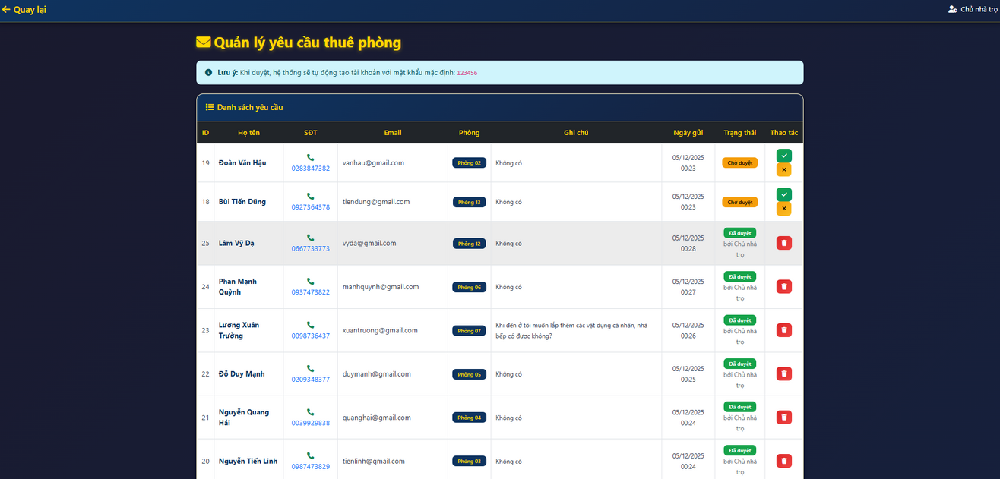 Quay lại
Chủ nhà trọ
Quản lý yêu cầu thuê phòng
Lưu ý: Khi duyệt, hệ thống sẽ tự động tạo tài khoản với mật khẩu mặc định: 123456
Danh sách yêu cầu
ID Họ tên SĐT Email Phòng Ghi chú Ngày gửi Trạng thái Thao tác
19 Đoàn Văn Hậu 0283847382 vanhau@gmail.com Phòng 02 Không có 05/12/2025 00:23 Chờ duyệt
18 Bùi Tiến Dũng 0927364378 tiendung@gmail.com Phòng 13 Không có 05/12/2025 00:23 Chờ duyệt
25 Lâm Vỹ Dạ 0667733773 vyda@gmail.com Phòng 12 Không có 05/12/2025 00:28 Đã duyệt bởi Chủ nhà trọ
24 Phan Mạnh Quỳnh 0937473822 manhquynh@gmail.com Phòng 06 Không có 05/12/2025 00:27 Đã duyệt bởi Chủ nhà trọ
23 Lương Xuân Trường 0098736437 xuantruong@gmail.com Phòng 07 Khi đến ở tôi muốn lắp thêm các vật dụng cá nhân, nhà bếp có được không? 05/12/2025 00:26 Đã duyệt bởi Chủ nhà trọ
22 Đỗ Duy Mạnh 0209348377 duymanh@gmail.com Phòng 05 Không có 05/12/2025 00:25 Đã duyệt bởi Chủ nhà trọ
21 Nguyễn Quang Hải 0039929838 quanghai@gmail.com Phòng 04 Không có 05/12/2025 00:24 Đã duyệt bởi Chủ nhà trọ
20 Nguyễn Tiến Linh 0987473829 tienlinh@gmail.com Phòng 03 Không có 05/12/2025 00:24 Đã duyệt bởi Chủ nhà trọ